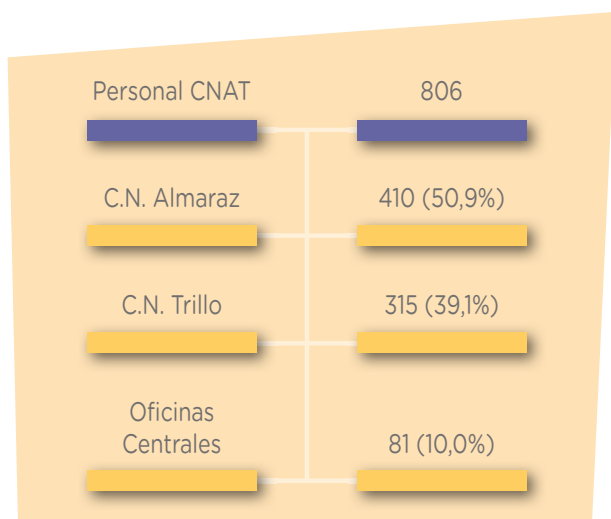 Personal CNAT 806
C.N. Almaraz 410 (50,9%)
C.N. Trillo 315 (39,1%)
Oficinas
Centrales 81 (10,0%)